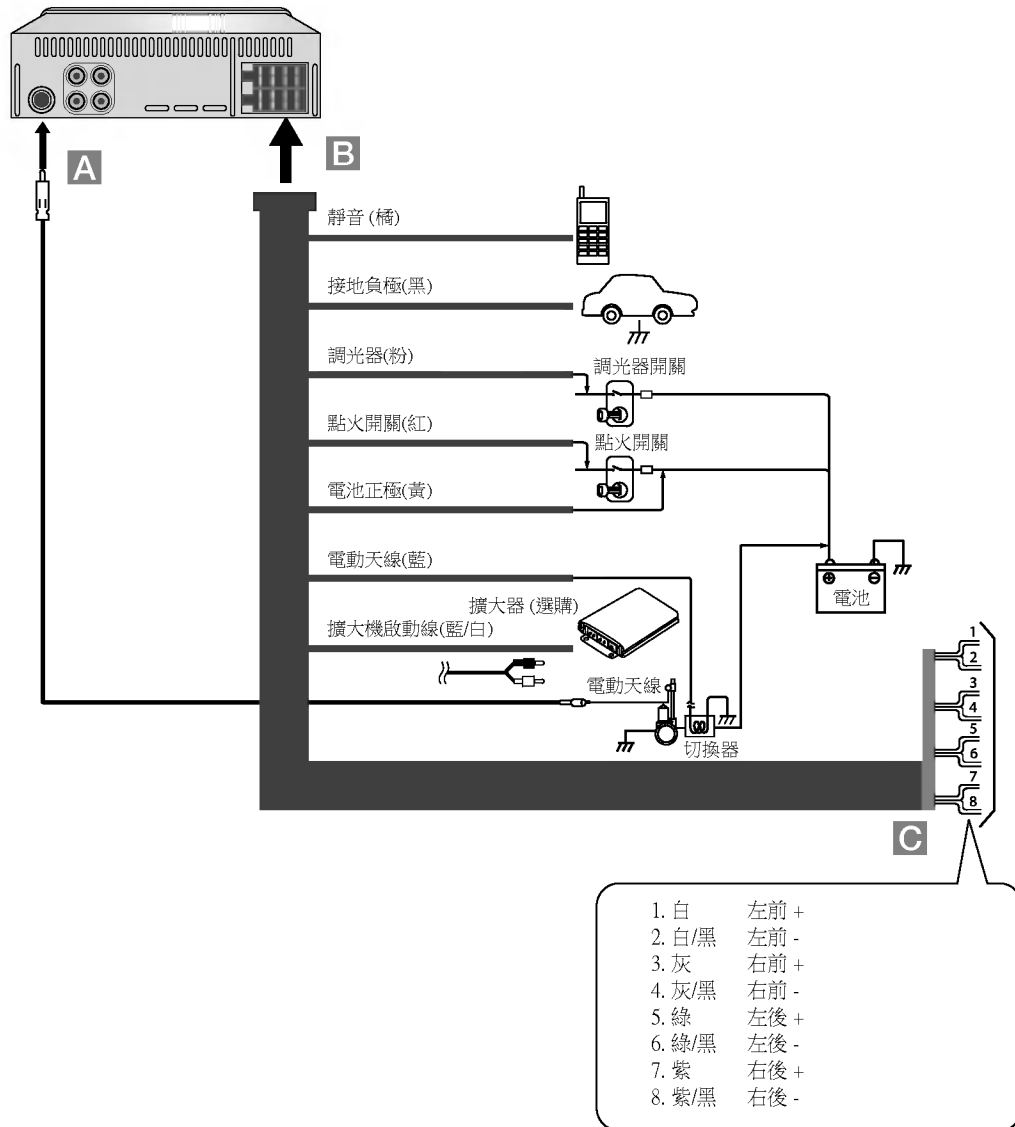 A
B
靜音 (橘)
接地負極(黑)
調光器(粉)
調光器開關
點火開關(紅)
點火開關
電池正極(黃)
電動天線(藍)
電池
擴大器 (選購)
擴大機啟動線(藍/白)
電動天線
切換器
1
2
3
4
5
6
7
8
C
1. 白 左前 +
2. 白/黑 左前 -
3. 灰 右前 +
4. 灰/黑 右前 -
5. 綠 左後 +
6. 綠/黑 左後 -
7. 紫 右後 +
8. 紫/黑 右後 -